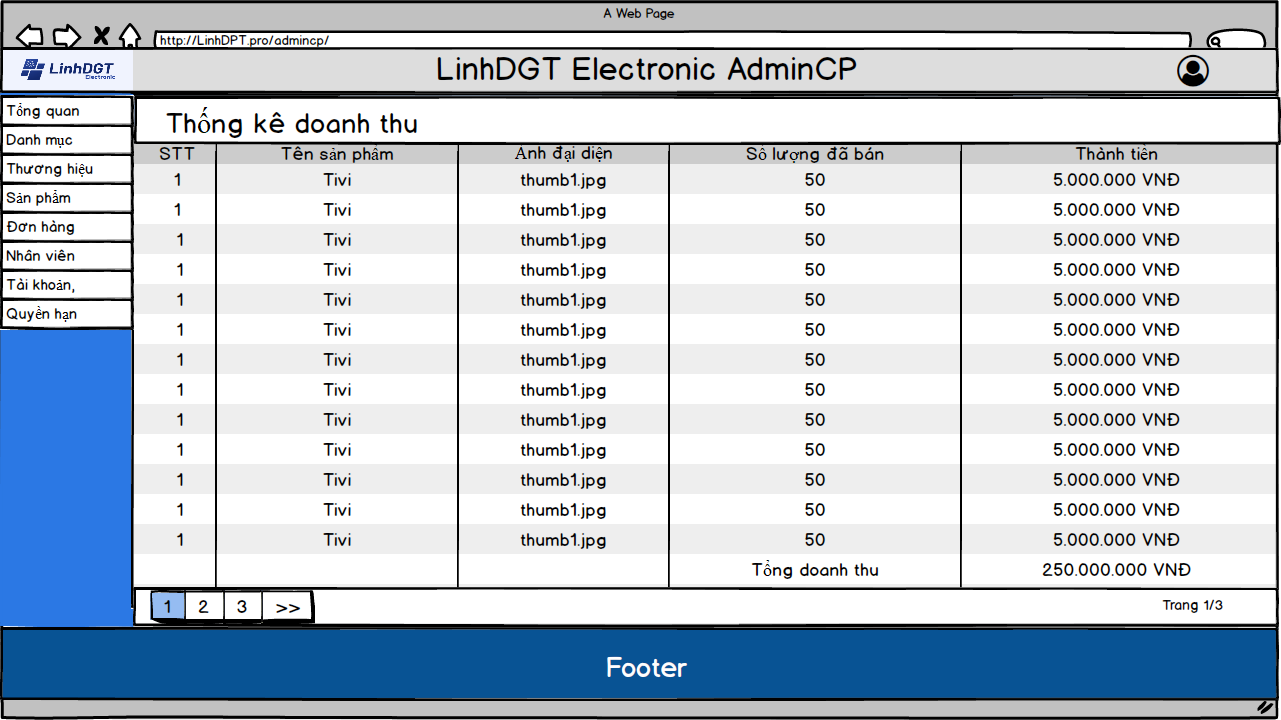 A Web Page
http://LinhDPT.pro/admincp/
LinhDGT
Electronic
LinhDGT Electronic AdminCP
Tổng quan
Danh mục
Thương hiệu
Sản phẩm
Đơn hàng
Nhân viên
Tài khoản,
Quyền hạn
Thống kê doanh thu
STT Tên sản phẩm Ảnh đại diện Số lượng đã bán Thành tiền
1 Tivi thumb1.jpg 50 5.000.000 VNĐ
1 Tivi thumb1.jpg 50 5.000.000 VNĐ
1 Tivi thumb1.jpg 50 5.000.000 VNĐ
1 Tivi thumb1.jpg 50 5.000.000 VNĐ
1 Tivi thumb1.jpg 50 5.000.000 VNĐ
1 Tivi thumb1.jpg 50 5.000.000 VNĐ
1 Tivi thumb1.jpg 50 5.000.000 VNĐ
1 Tivi thumb1.jpg 50 5.000.000 VNĐ
1 Tivi thumb1.jpg 50 5.000.000 VNĐ
1 Tivi thumb1.jpg 50 5.000.000 VNĐ
1 Tivi thumb1.jpg 50 5.000.000 VNĐ
1 Tivi thumb1.jpg 50 5.000.000 VNĐ
1 Tivi thumb1.jpg 50 5.000.000 VNĐ
Tổng doanh thu 250.000.000 VNĐ
1 2 3 >> Trang 1/3
Footer